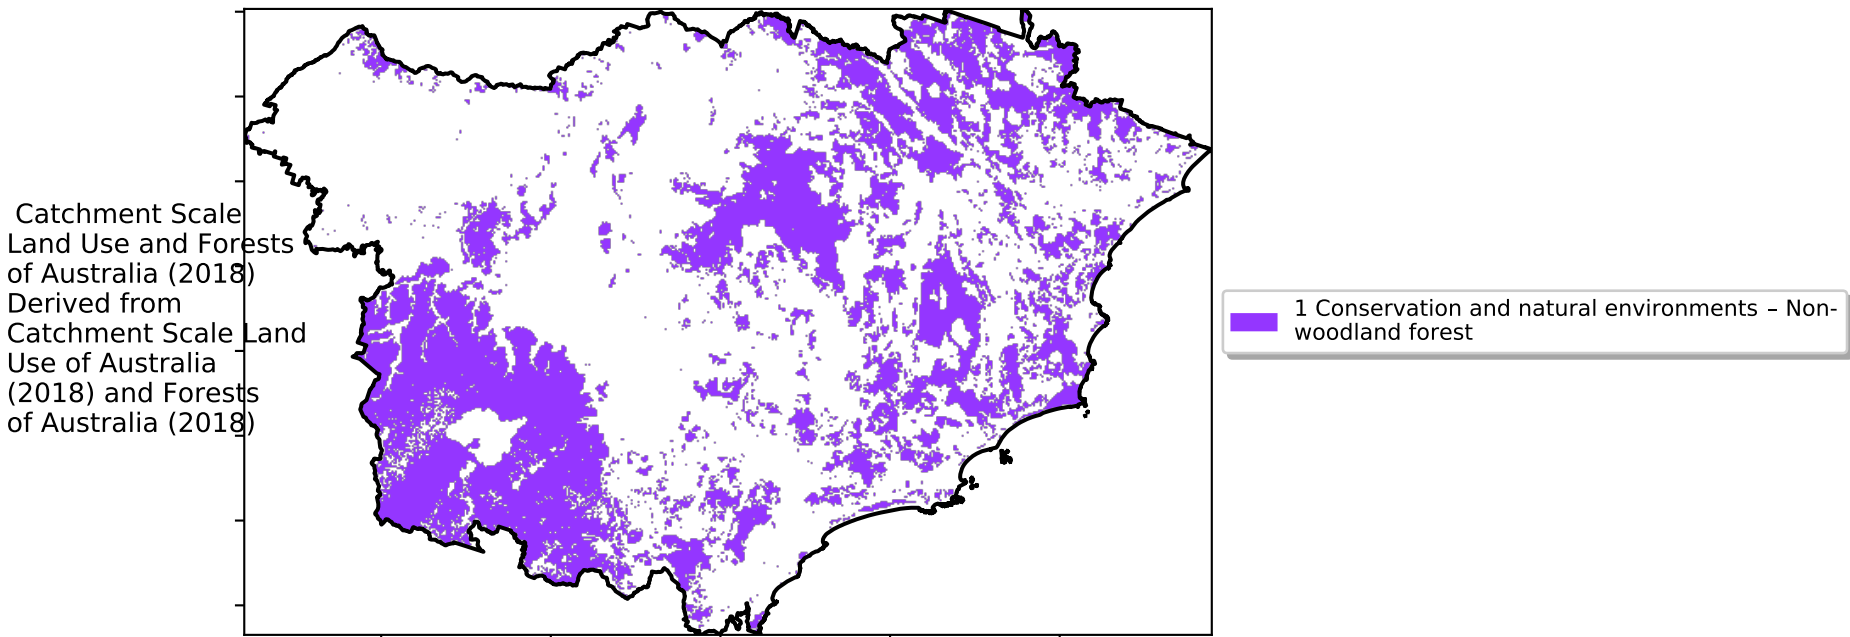 Catchment Scale
Land Use and Forests
of Australia (2018)
Derived from
Catchment Scale Land
Use of Australia
(2018) and Forests
of Australia (2018)
1 Conservation and natural environments – Non-
woodland forest